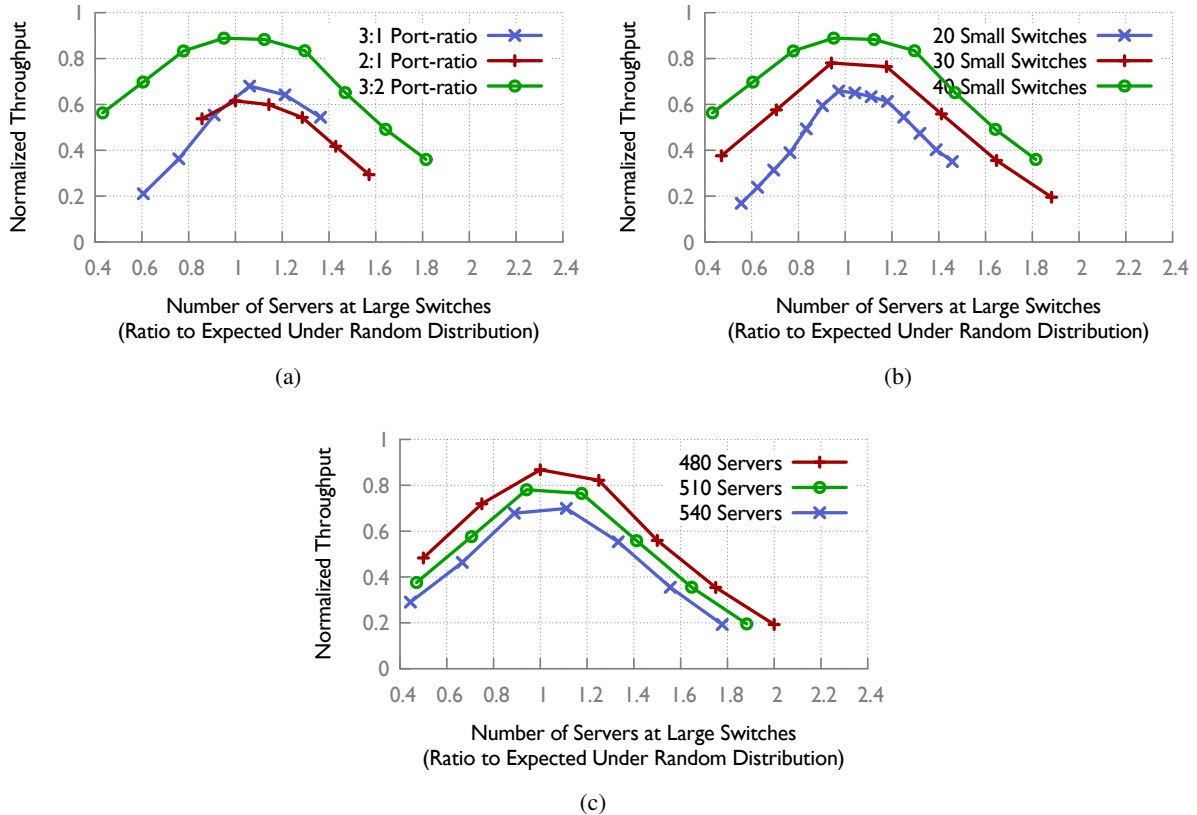 1
0.8
0.6
0.4
0.2
0
Normalized Throughput
3:1 Port-ratio
2:1 Port-ratio
3:2 Port-ratio
0.4 0.6 0.8 1 1.2 1.4 1.6 1.8 2 2.2 2.4
Number of Servers at Large Switches
(Ratio to Expected Under Random Distribution)
(a)
1
0.8
0.6
0.4
0.2
0
Normalized Throughput
20 Small Switches
30 Small Switches
40 Small Switches
0.4 0.6 0.8 1 1.2 1.4 1.6 1.8 2 2.2 2.4
Number of Servers at Large Switches
(Ratio to Expected Under Random Distribution)
(b)
1
0.8
0.6
0.4
0.2
0
Normalized Throughput
480 Servers
510 Servers
540 Servers
0.4 0.6 0.8 1 1.2 1.4 1.6 1.8 2 2.2 2.4
Number of Servers at Large Switches
(Ratio to Expected Under Random Distribution)
(c)